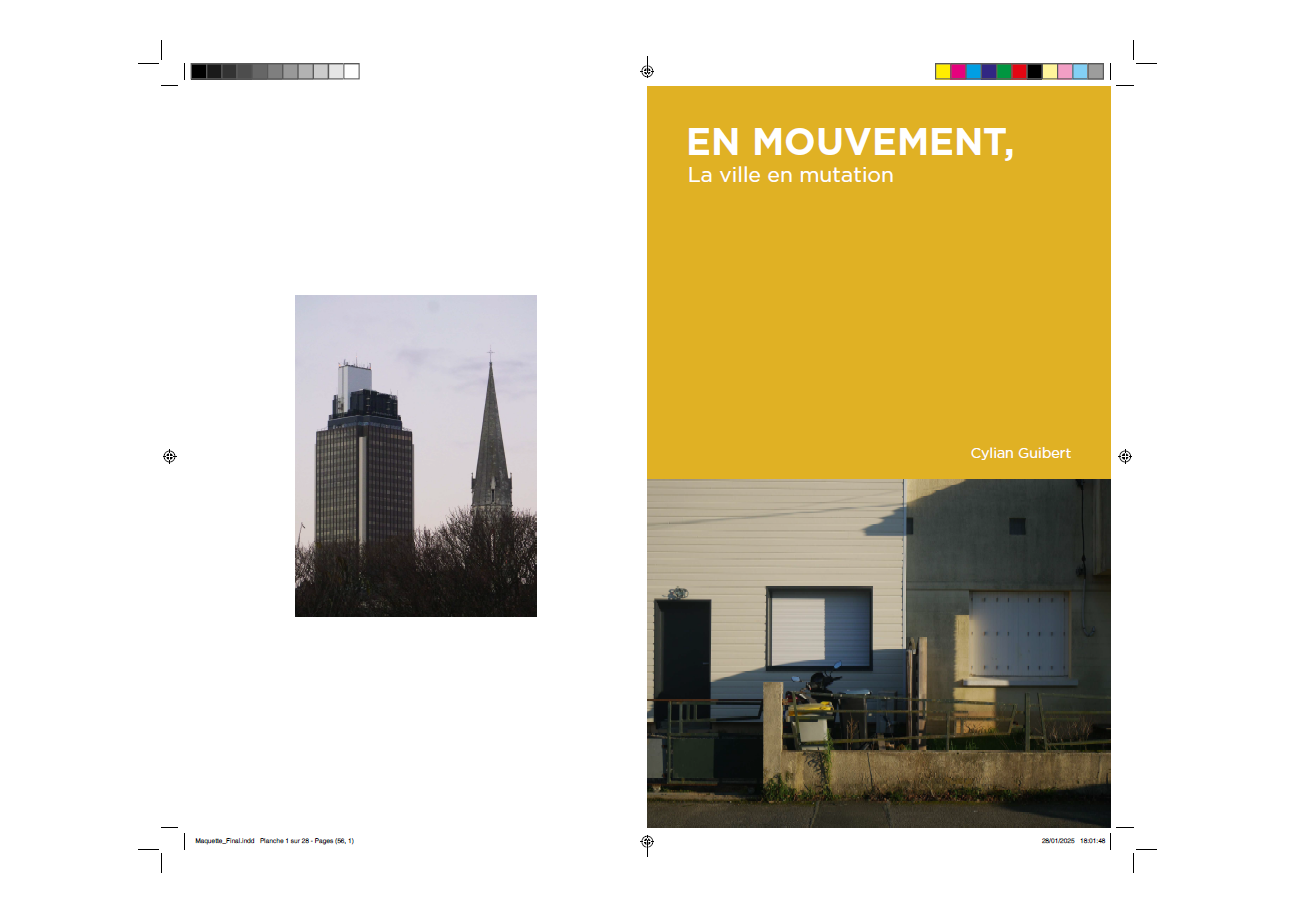 EN MOUVEMENT,
La ville en mutation
Cylian Guibert
Maquette_Final.indd   Planche 1 sur 28 - Pages (56, 1)
28/01/2025   18:01:48